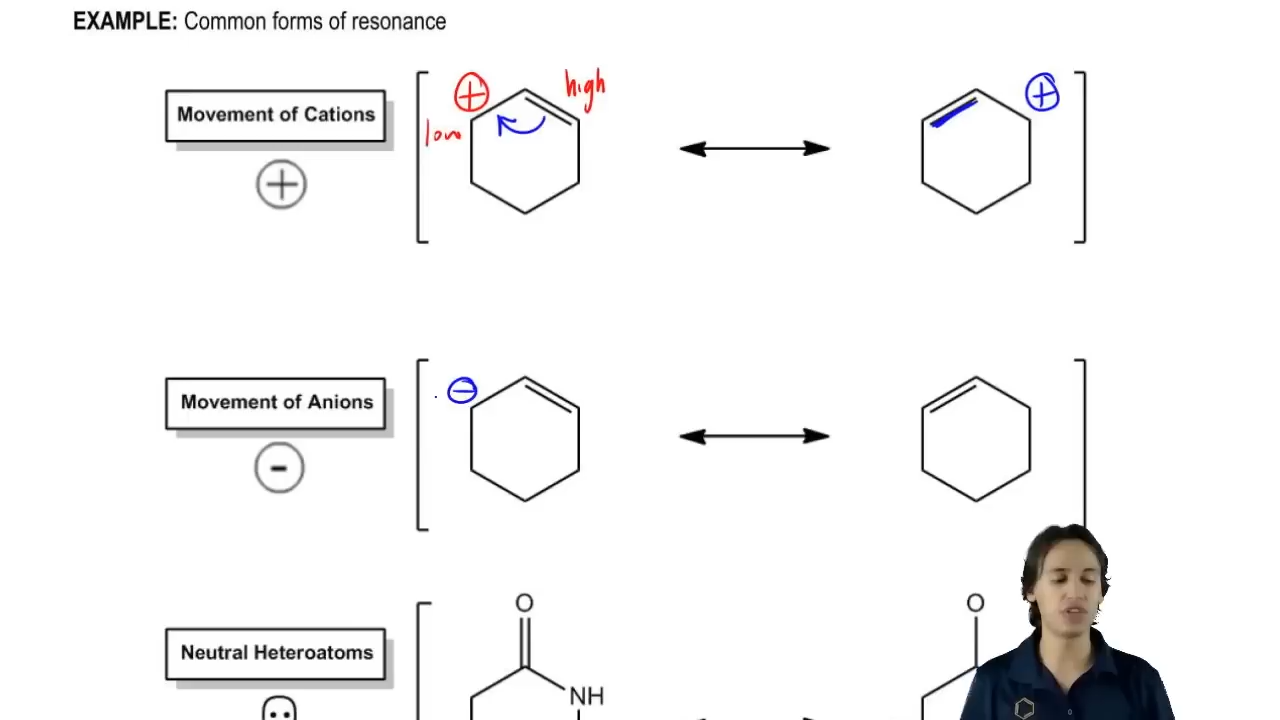 EXAMPLE: Common forms of resonance
high
Movement of Cations
low
+
+
+
Movement of Anions
-
-
O
O
Neutral Heteroatoms
NH